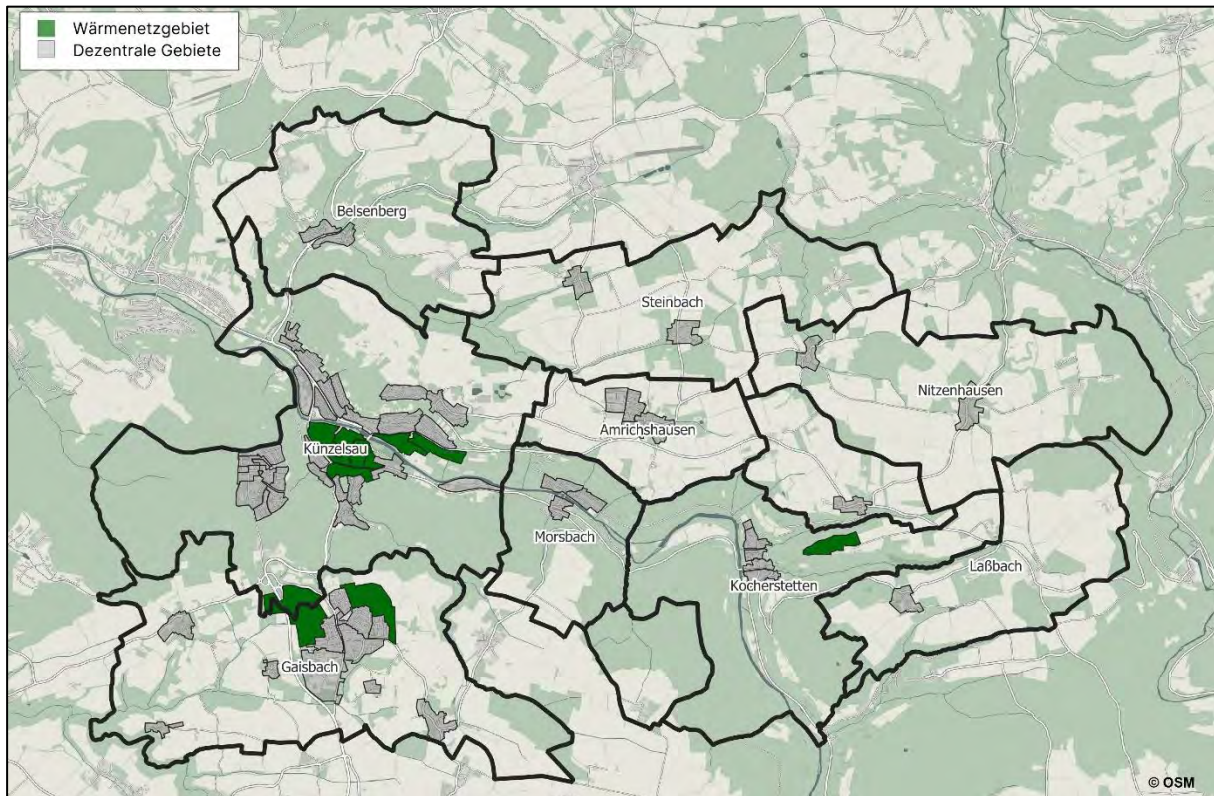 Wärmenetzgebiet
Dezentrale Gebiete
Belsenberg
Steinbach
Nitzenhausen
Amrichshausen
Künzelsau
Morsbach
Kocherstetten
Laßbach
Gaisbach
© OSM